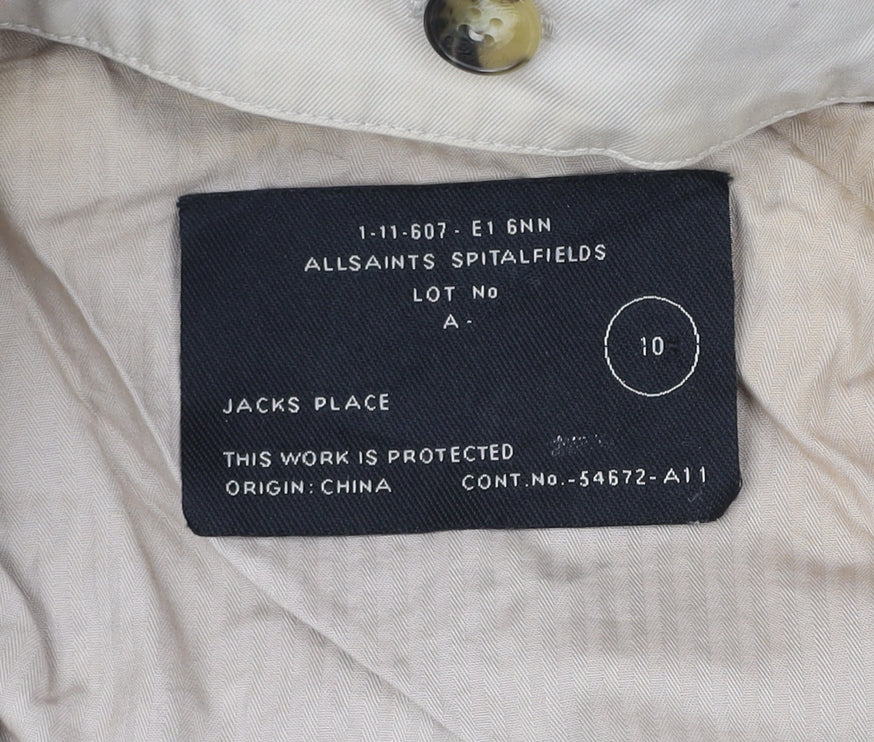 1-11-607- E1 6NN
ALLSAINTS SPITALFIELDS
LOT No
A-
10
JACKS PLACE
THIS WORK IS PROTECTED
ORIGIN: CHINA CONT.No.-54672-A11